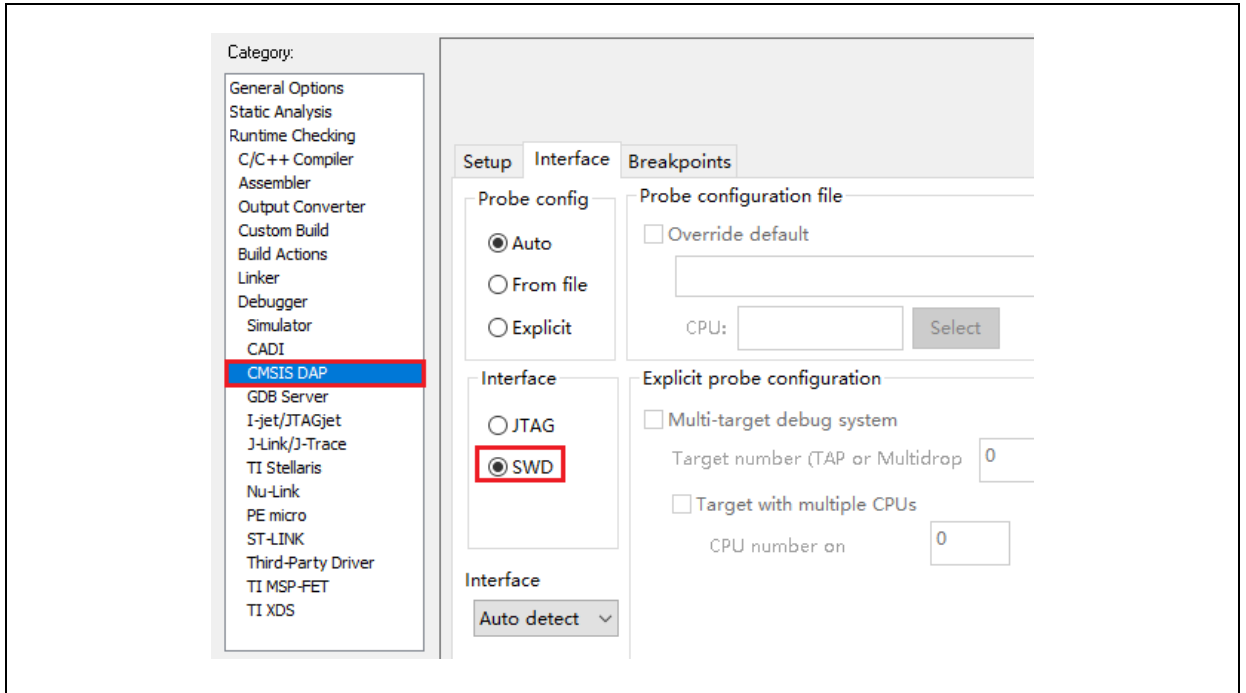 Category:
General Options
Static Analysis
Runtime Checking
C/C++ Compiler
Assembler
Output Converter
Custom Build
Build Actions
Linker
Debugger
Simulator
CADI
CMSIS DAP
GDB Server
I-jet/JTAGjet
J-Link/J-Trace
TI Stellaris
Nu-Link
PE micro
ST-LINK
Third-Party Driver
TI MSP-FET
TI XDS
Setup Interface Breakpoints
Probe config
Auto
From file
Explicit
Probe configuration file
Override default
CPU: Select
Interface
JTAG
SWD
Explicit probe configuration
Multi-target debug system
Target number (TAP or Multidrop 0
Target with multiple CPUs
CPU number on 0
Interface
Auto detect